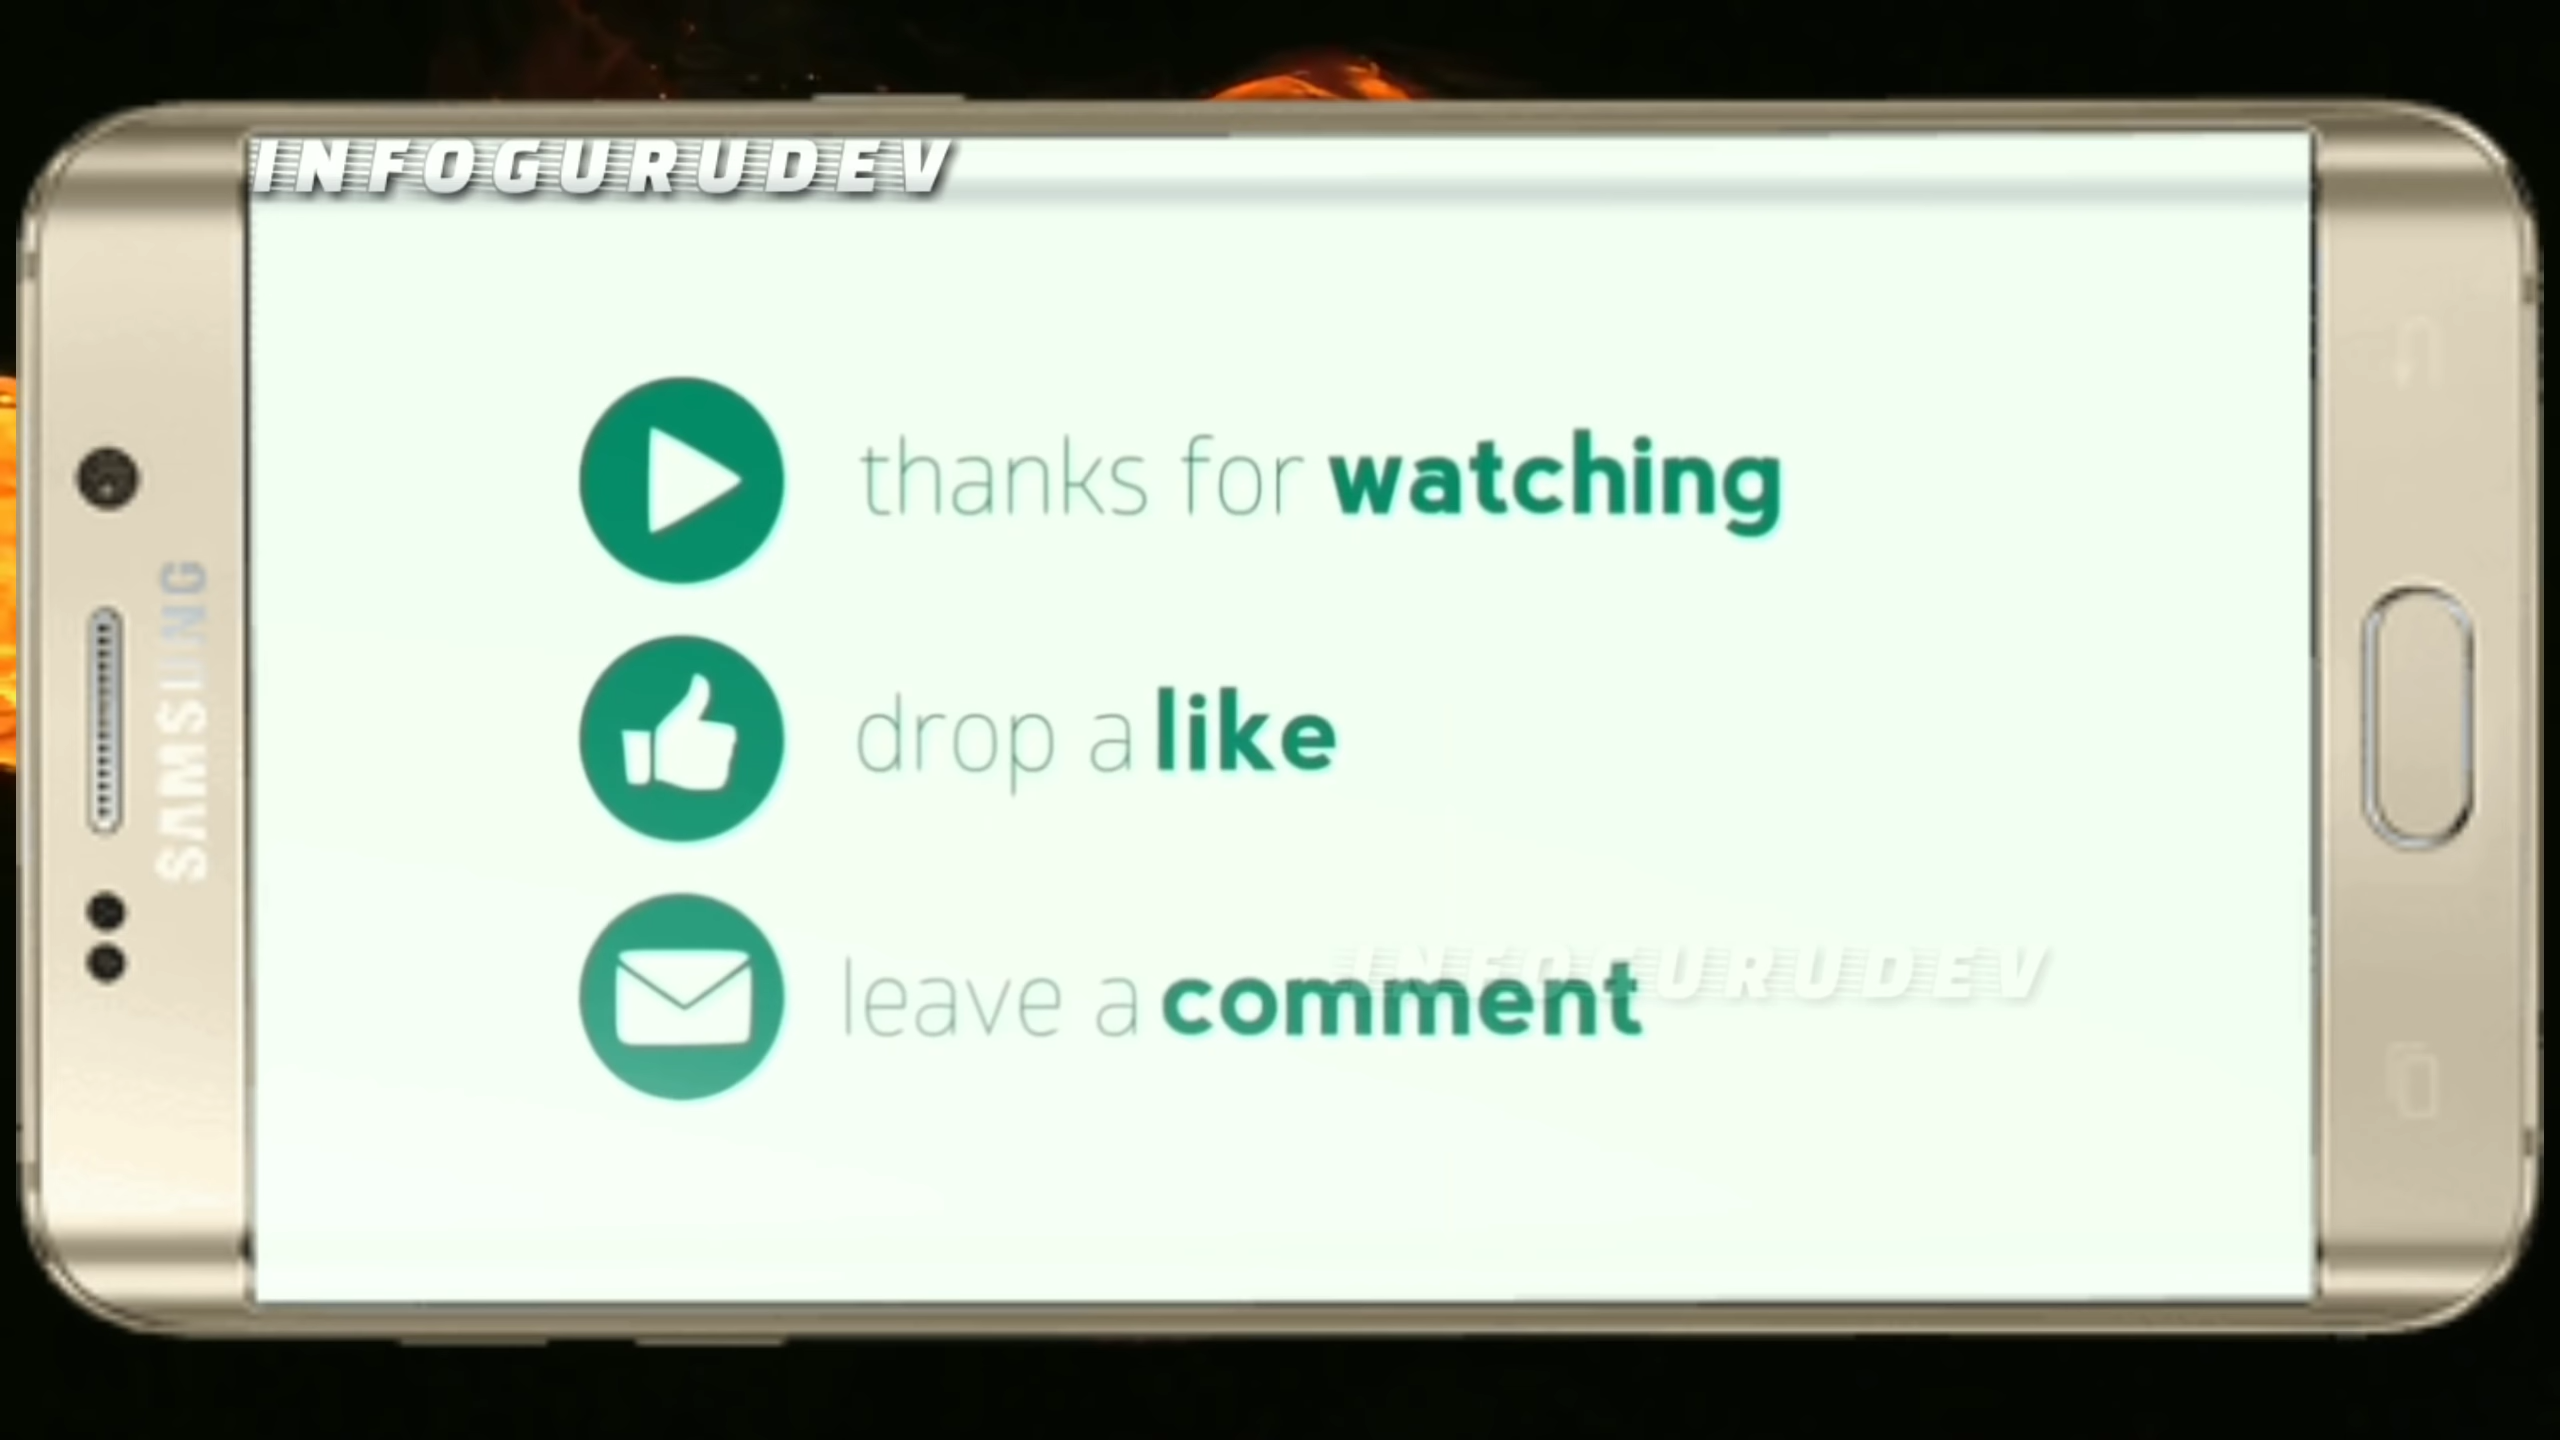 INFOGURUDEV
SAMSUNG
thanks for watching
drop a like
leave a comment
INFOGURUDEV